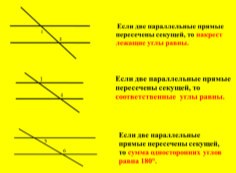 Если две параллельные прямые
пересечены секущей, то накрест
лежащие углы равны.
Если две параллельные прямые
пересечены секущей, то
соответственные углы равны.
Если две параллельные
прямые пересечены секущей,
то сумма односторонних углов
равна 180°.